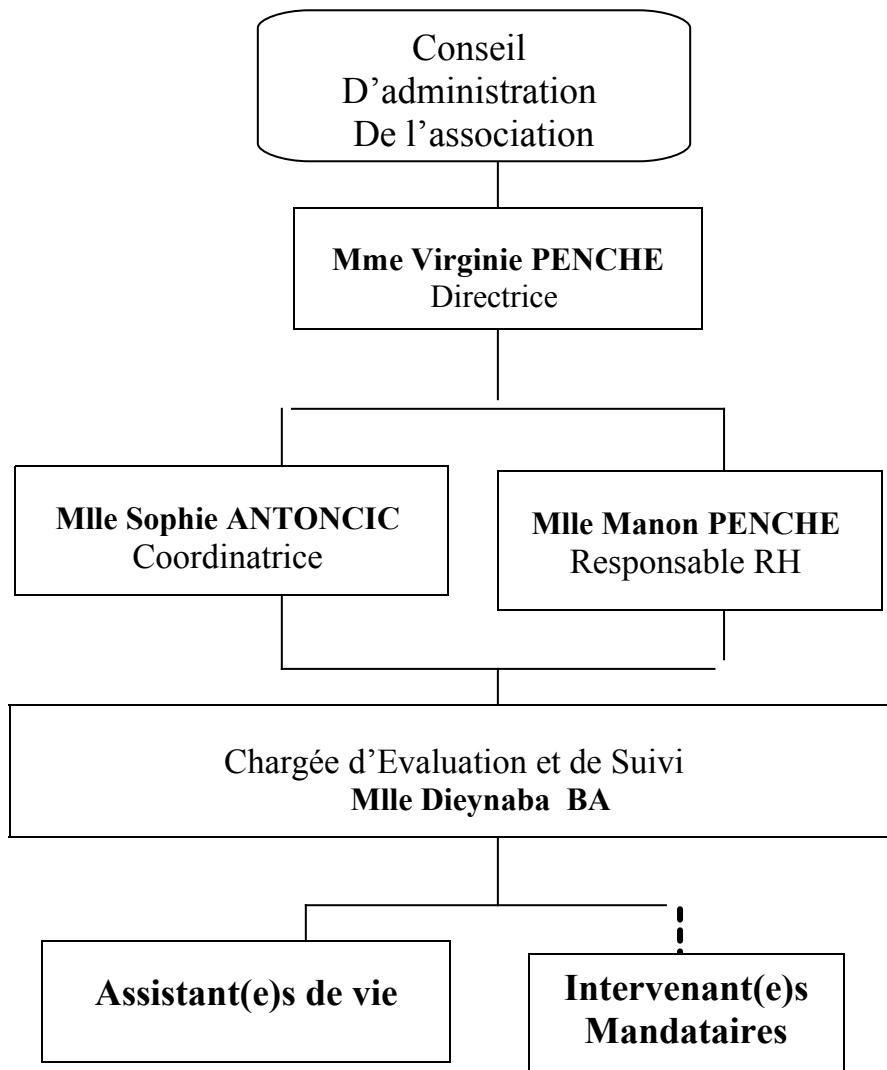 Conseil
D’administration
De l’association
Mme Virginie PENCHE
Directrice
Mlle Sophie ANTONCIC
Coordinatrice
Mlle Manon PENCHE
Responsable RH
Chargée d’Evaluation et de Suivi
Mlle Dieynaba BA
Assistant(e)s de vie
Intervenant(e)s
Mandataires